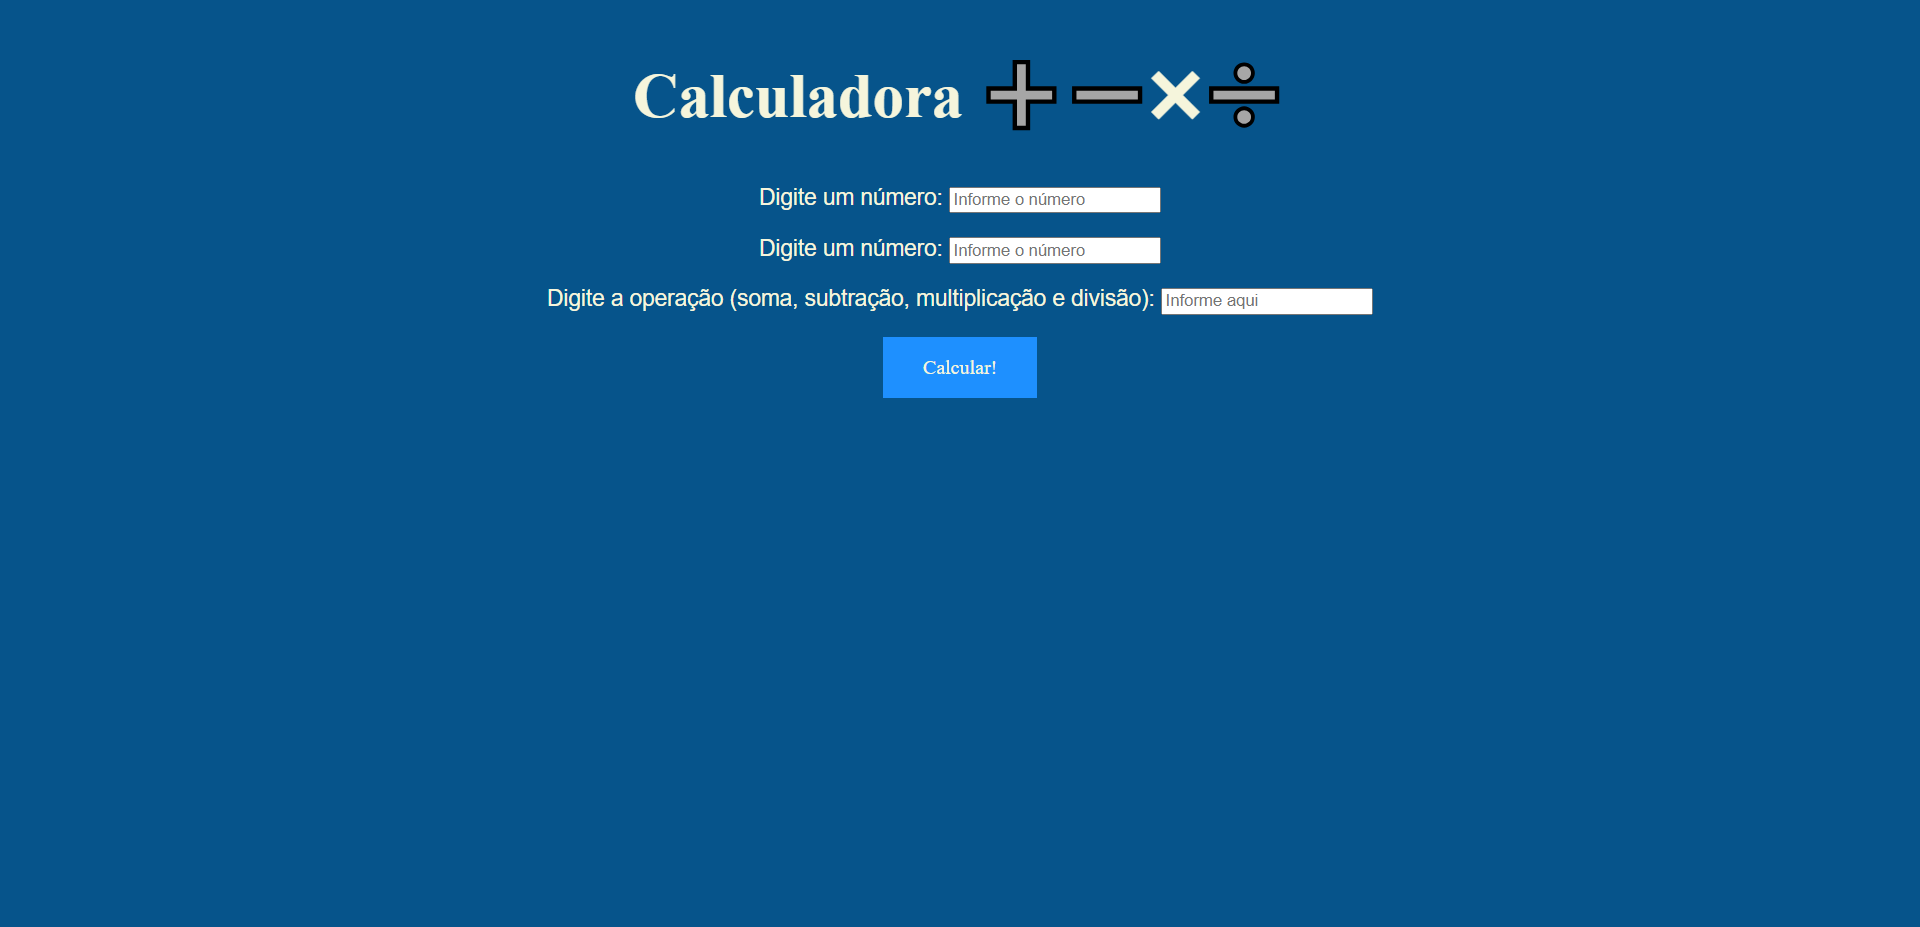 Calculadora ➕➖✖➗
Digite um número: Informe o número
Digite um número: Informe o número
Digite a operação (soma, subtração, multiplicação e divisão): Informe aqui
Calcular!